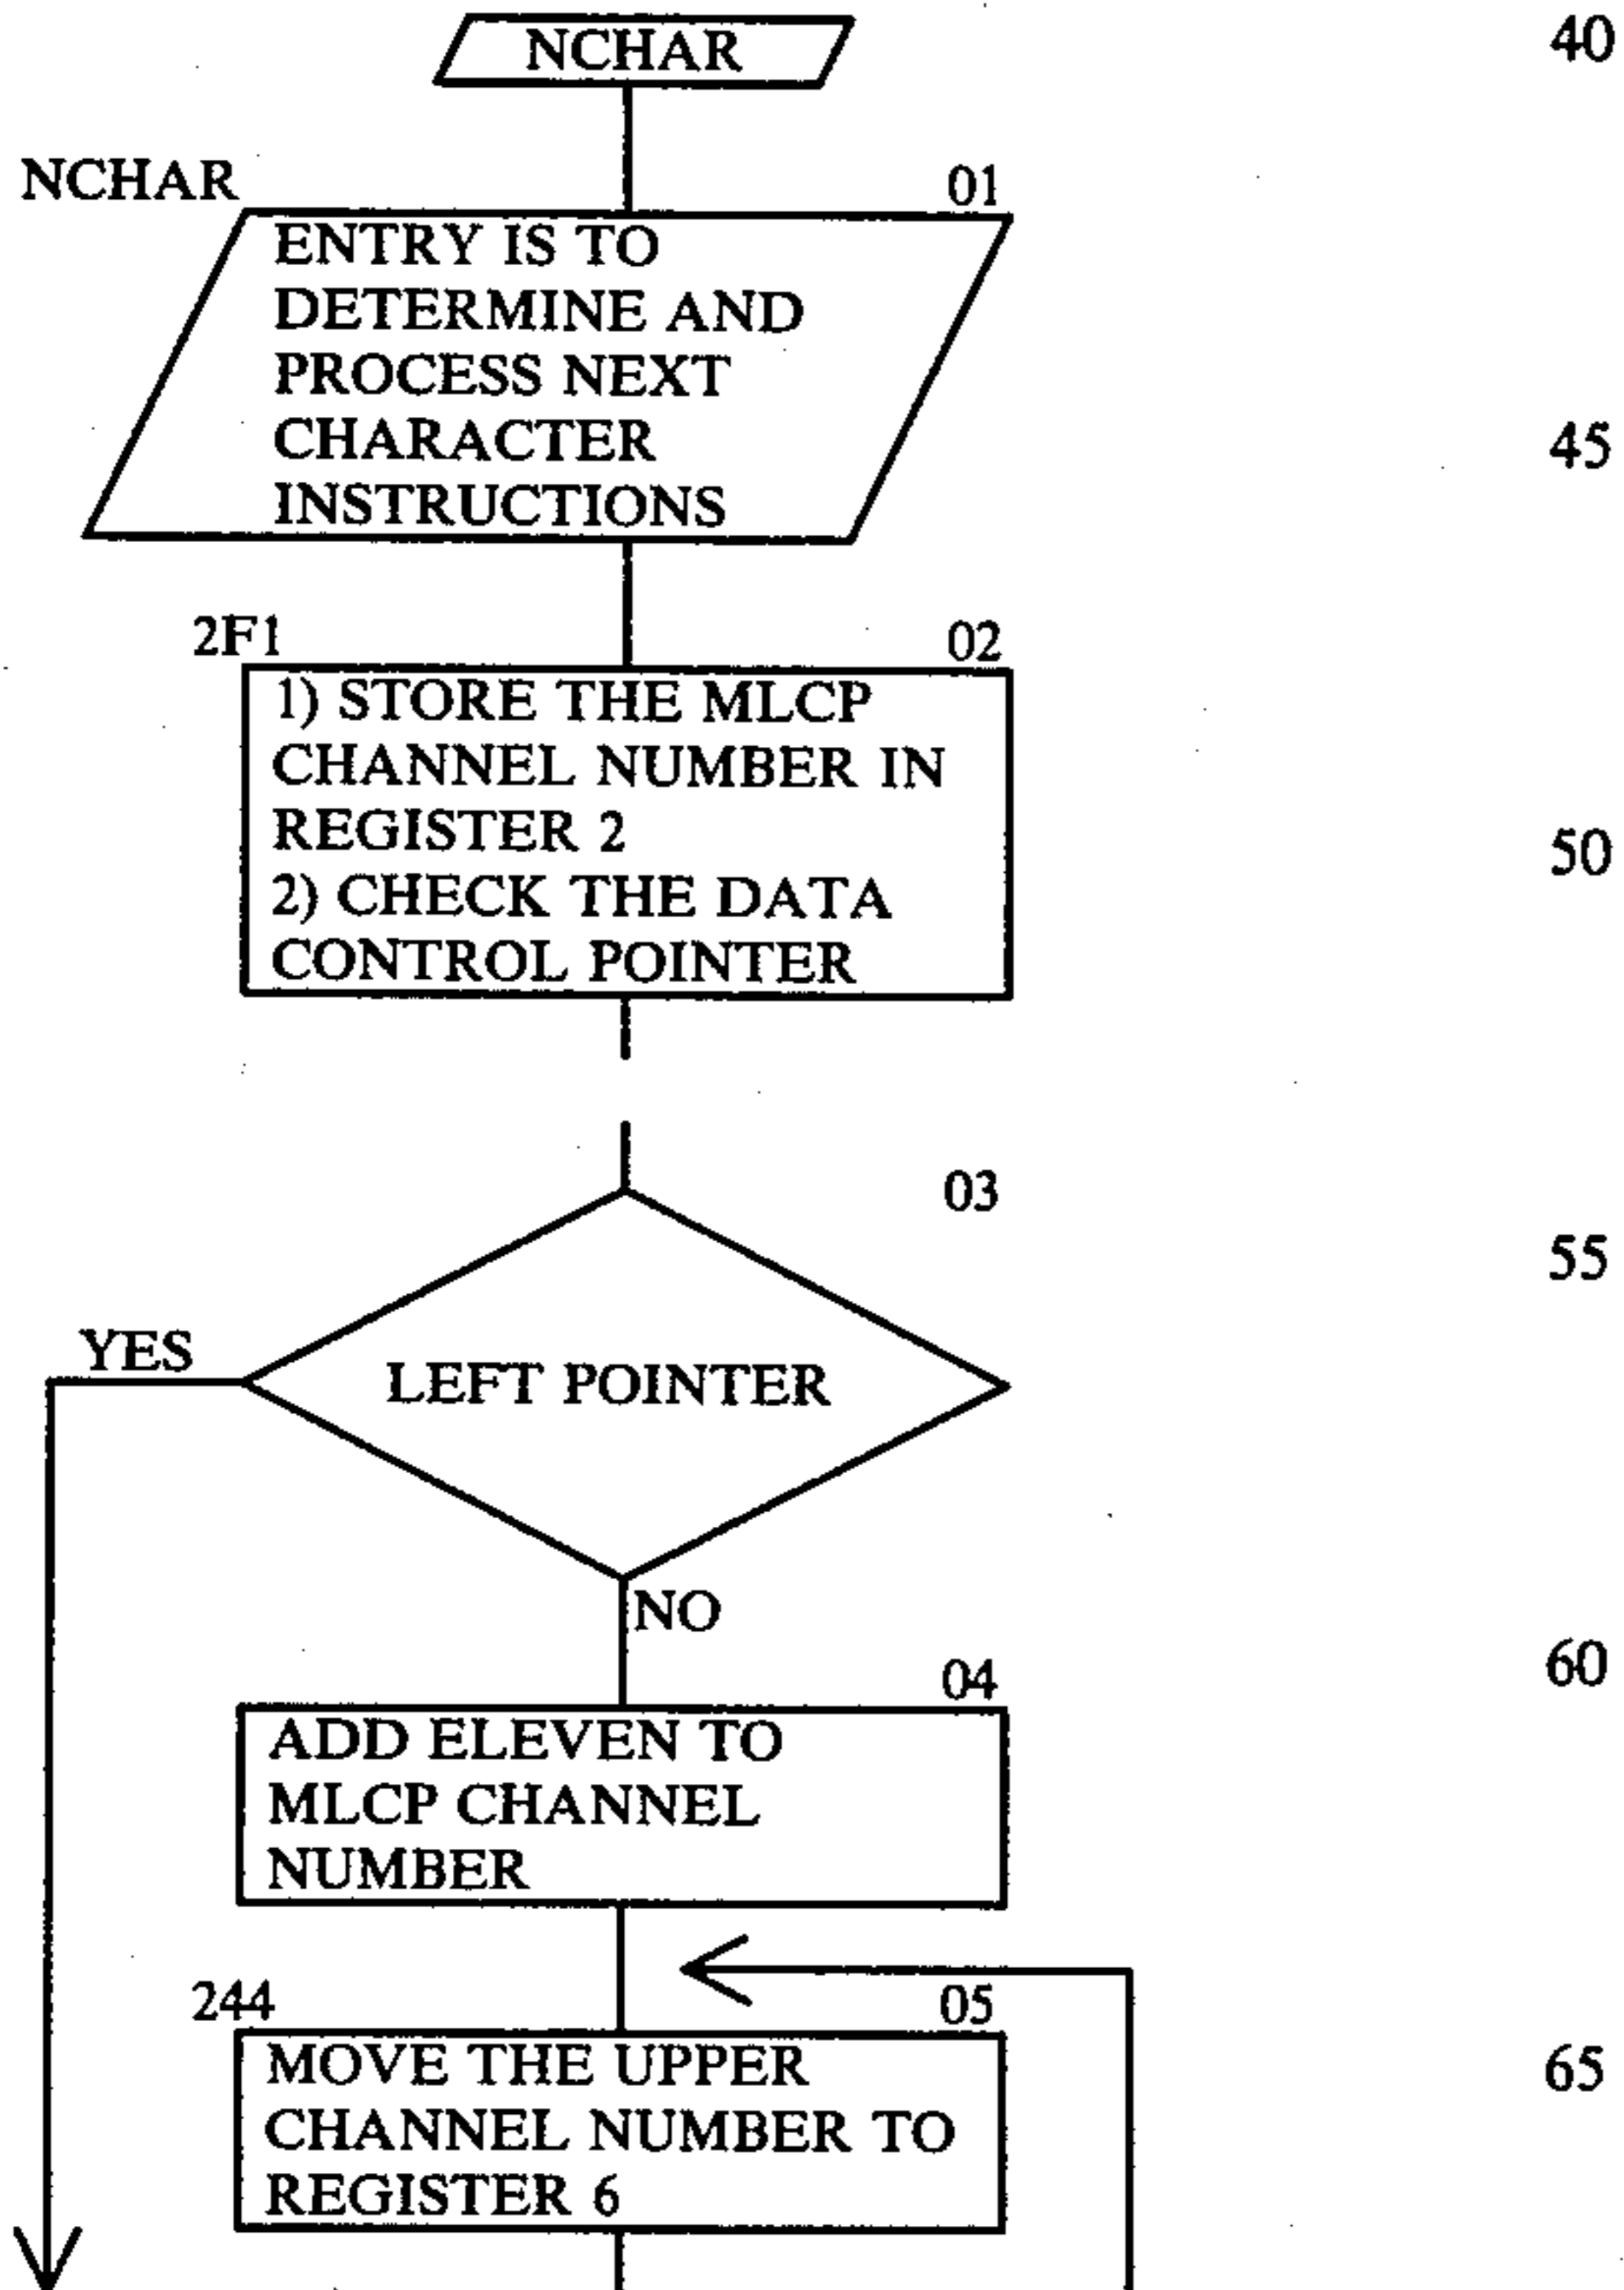 NCHAR
40
NCHAR
01
ENTRY IS TO
DETERMINE AND
PROCESS NEXT
CHARACTER
INSTRUCTIONS
45
2F1
02
1) STORE THE MLCP
CHANNEL NUMBER IN
REGISTER 2
2) CHECK THE DATA
CONTROL POINTER
50
03
55
YES
LEFT POINTER
NO
60
04
ADD ELEVEN TO
MLCP CHANNEL
NUMBER
244
05
MOVE THE UPPER
CHANNEL NUMBER TO
REGISTER 6
65